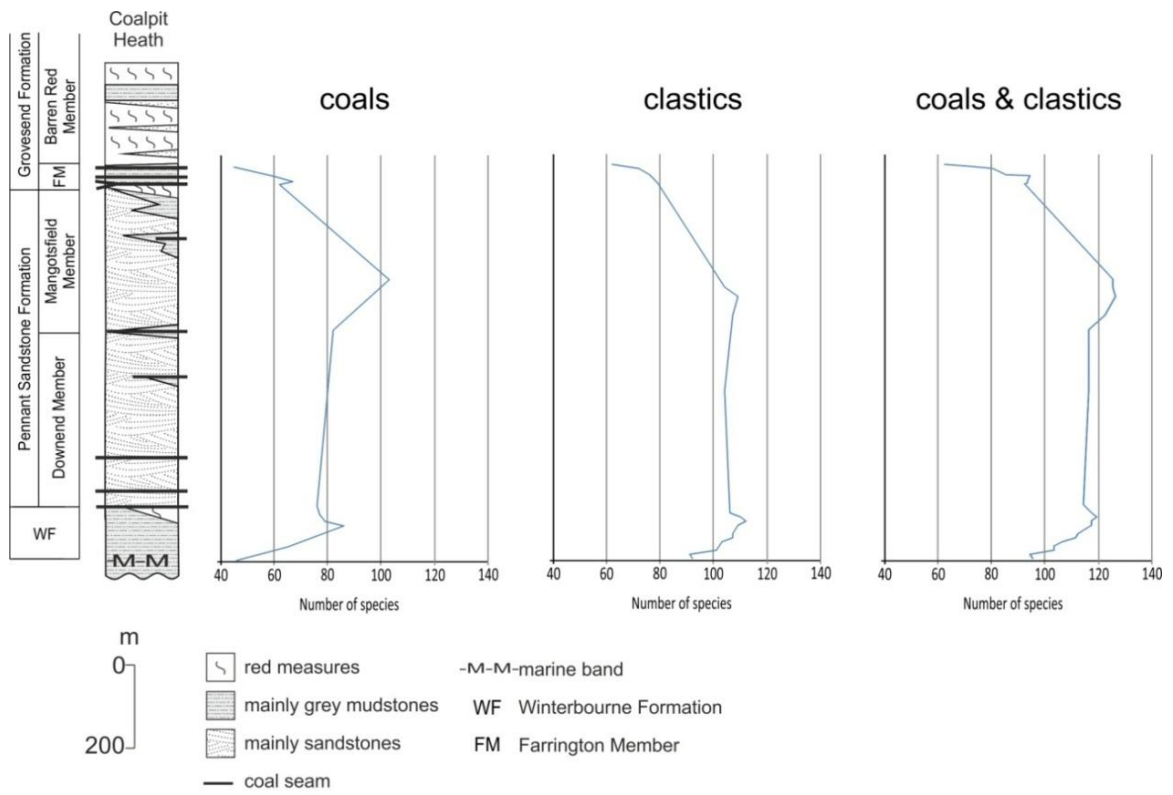 Coalpit
Heath
Grovesend Formation
Barren Red
Member
FM
Pennant Sandstone Formation
Mangotsfield
Member
Downend Member
WF
M-M
coals
40 60 80 100 120 140
Number of species
clastics
40 60 80 100 120 140
Number of species
coals & clastics
40 60 80 100 120 140
Number of species
m
0
200
red measures
mainly grey mudstones
mainly sandstones
coal seam
-M-M- marine band
WF Winterbourne Formation
FM Farrington Member